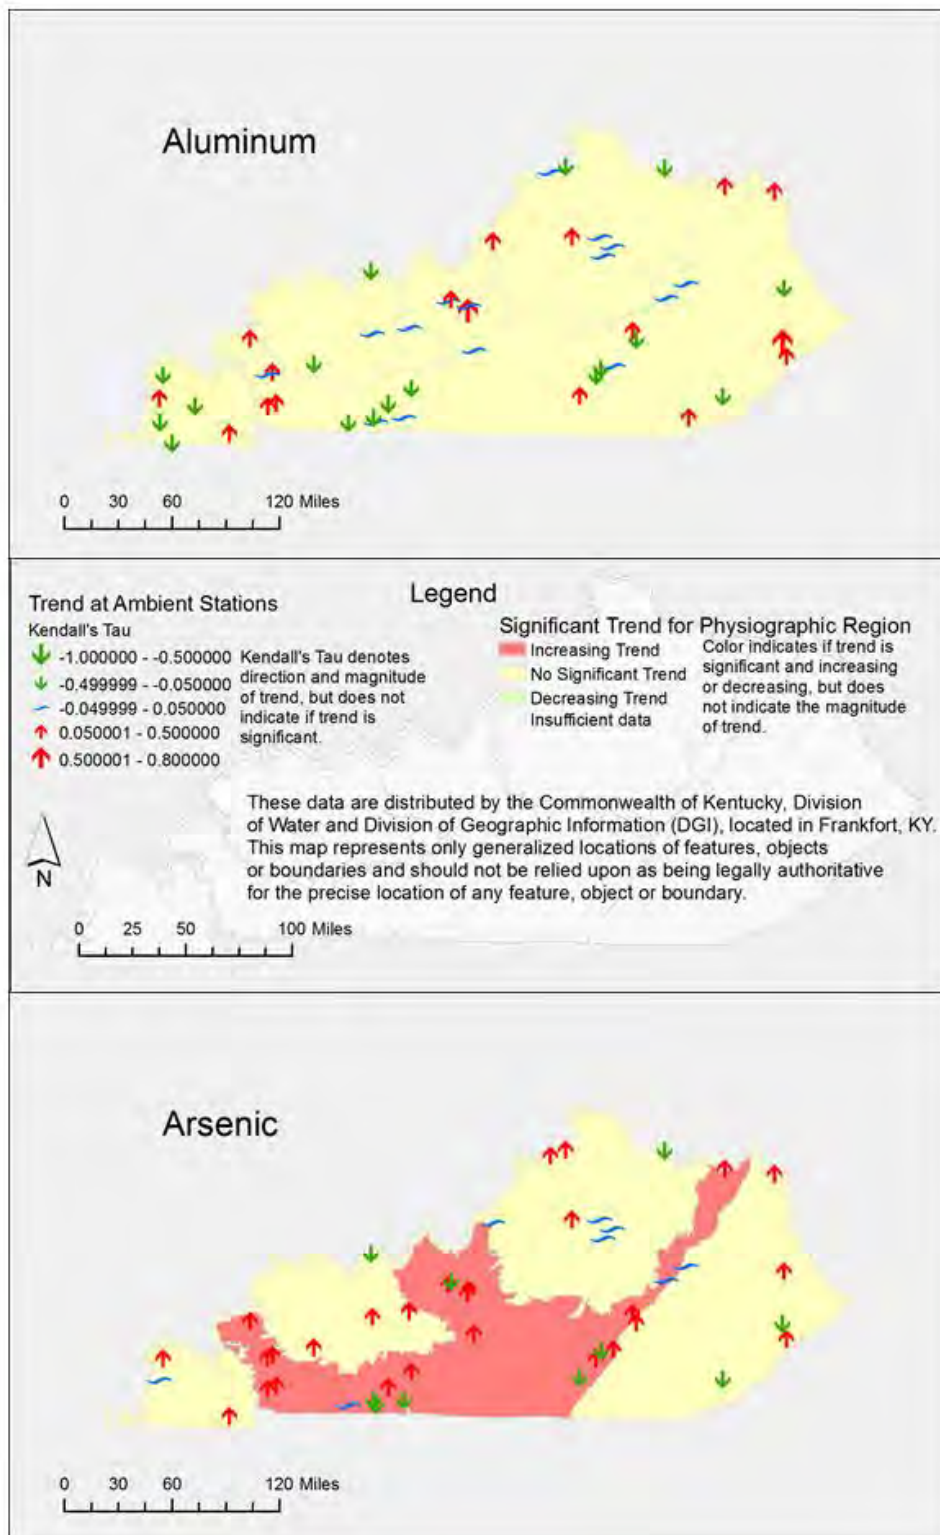 Aluminum
0 30 60 120 Miles
Legend
Trend at Ambient Stations
Kendall's Tau
-1.000000 - -0.500000
-0.499999 - -0.050000
-0.049999 - 0.050000
0.050001 - 0.500000
0.500001 - 0.800000
Kendall's Tau denotes
direction and magnitude
of trend, but does not
indicate if trend is
significant.
Significant Trend for Physiographic Region
Increasing Trend
No Significant Trend
Decreasing Trend
Insufficient data
Color indicates if trend is
significant and increasing
or decreasing, but does
not indicate the magnitude
of trend.
These data are distributed by the Commonwealth of Kentucky, Division
of Water and Division of Geographic Information (DGI), located in Frankfort, KY.
This map represents only generalized locations of features, objects
or boundaries and should not be relied upon as being legally authoritative
for the precise location of any feature, object or boundary.
N
0 25 50 100 Miles
Arsenic
0 30 60 120 Miles